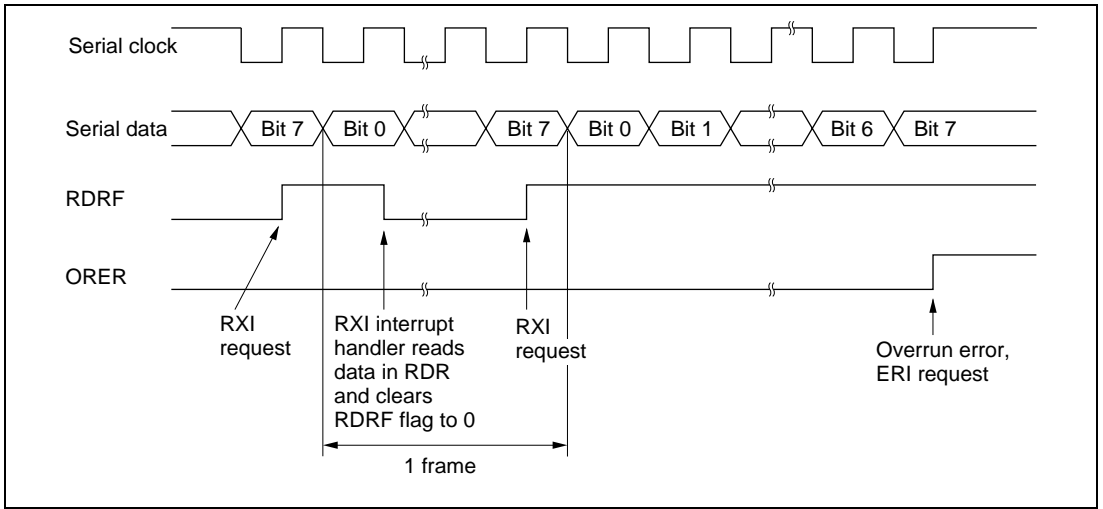 Serial clock
Serial data
Bit 7
Bit 0
Bit 7
Bit 0
Bit 1
Bit 6
Bit 7
RDRF
ORER
RXI
request
RXI interrupt
handler reads
data in RDR
and clears
RDRF flag to 0
RXI
request
Overrun error,
ERI request
1 frame